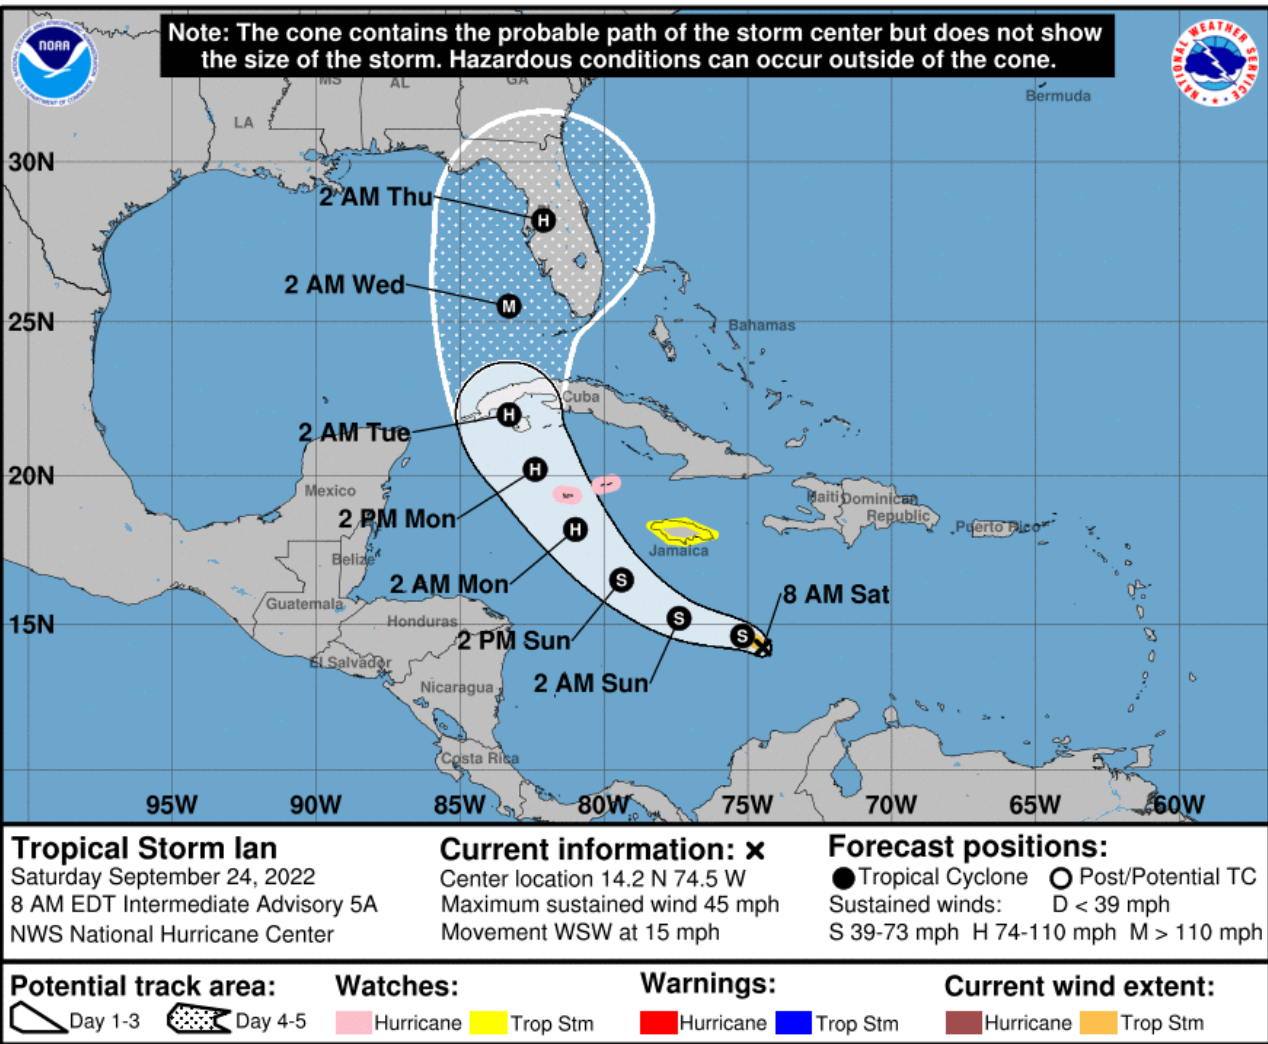 Note: The cone contains the probable path of the storm center but does not show
the size of the storm. Hazardous conditions can occur outside of the cone.
NOAA
NATIONAL WEATHER SERVICE
MS
AL
GA
LA
Bermuda
30N
2 AM Thu
H
2 AM Wed
M
25N
Bahamas
Cuba
2 AM Tue
H
20N
H
Mexico
Haiti
Dominican
Republic
Puerto Rico
2 PM Mon
H
Jamaica
Belize
2 AM Mon
S
8 AM Sat
Guatemala
Honduras
15N
2 PM Sun
S
S
El Salvador
2 AM Sun
Nicaragua
Costa Rica
95W
90W
85W
80W
75W
70W
65W
60W
Tropical Storm Ian
Saturday September 24, 2022
8 AM EDT Intermediate Advisory 5A
NWS National Hurricane Center
Current information: x
Center location 14.2 N 74.5 W
Maximum sustained wind 45 mph
Movement WSW at 15 mph
Forecast positions:
Tropical Cyclone Post/Potential TC
Sustained winds: D < 39 mph
S 39-73 mph H 74-110 mph M > 110 mph
Potential track area:
Day 1-3 Day 4-5
Watches:
Hurricane Trop Stm
Warnings:
Hurricane Trop Stm
Current wind extent:
Hurricane Trop Stm